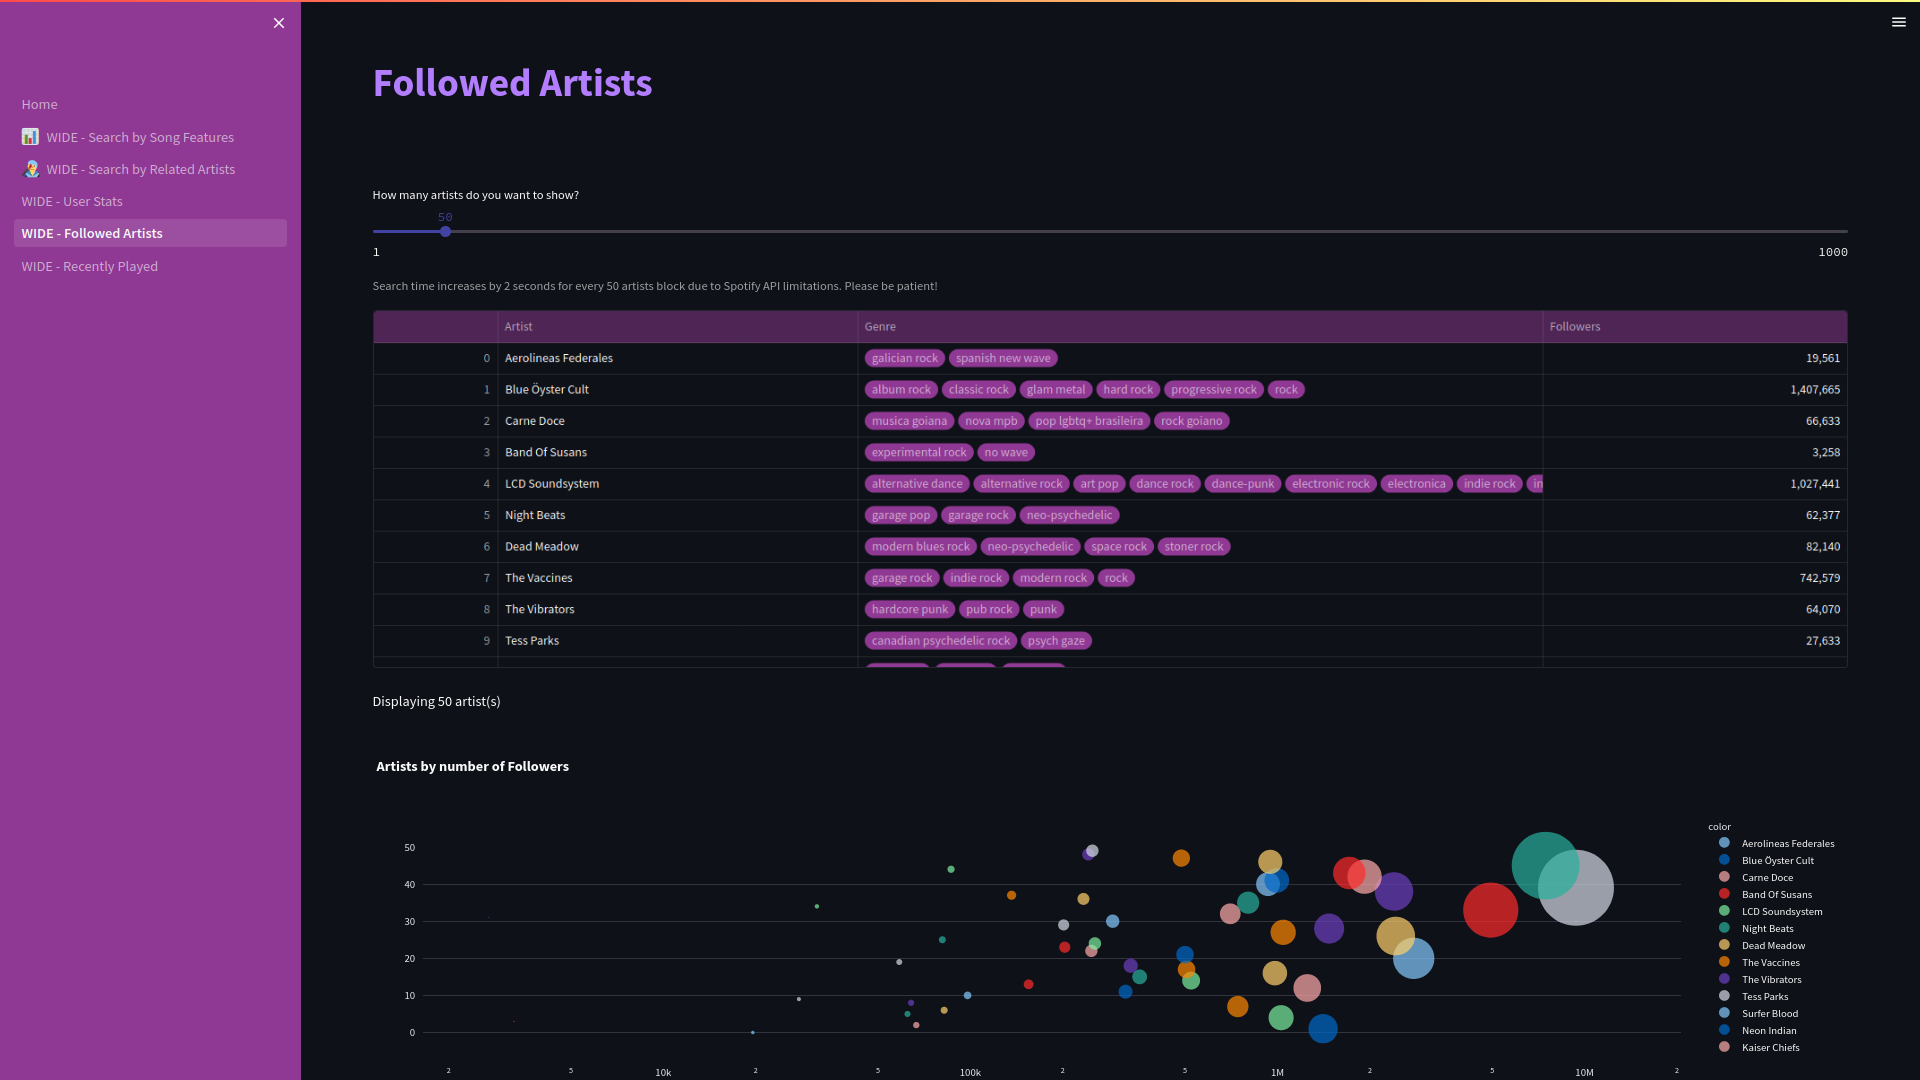 Followed Artists
Home
WIDE - Search by Song Features
WIDE - Search by Related Artists
WIDE - User Stats
WIDE - Followed Artists
WIDE - Recently Played
How many artists do you want to show?
50
1 1000
Search time increases by 2 seconds for every 50 artists block due to Spotify API limitations. Please be patient!
Artist Genre Followers
0 Aerolineas Federales galician rock spanish new wave 19,561
1 Blue Öyster Cult album rock classic rock glam metal hard rock progressive rock rock 1,407,665
2 Carne Doce musica goiana nova mpb pop lgbtq+ brasileira rock goiano 66,633
3 Band Of Susans experimental rock no wave 3,258
4 LCD Soundsystem alternative dance alternative rock art pop dance rock dance-punk electronic rock electronica indie rock in 1,027,441
5 Night Beats garage pop garage rock neo-psychedelic 62,377
6 Dead Meadow modern blues rock neo-psychedelic space rock stoner rock 82,140
7 The Vaccines garage rock indie rock modern rock rock 742,579
8 The Vibrators hardcore punk pub rock punk 64,070
9 Tess Parks canadian psychedelic rock psych gaze 27,633
Displaying 50 artist(s)
Artists by number of Followers
50
40
30
20
10
0
2 5 10k 2 5 100k 2 5 1M 2 5 10M 2
color
Aerolineas Federales
Blue Öyster Cult
Carne Doce
Band Of Susans
LCD Soundsystem
Night Beats
Dead Meadow
The Vaccines
The Vibrators
Tess Parks
Surfer Blood
Neon Indian
Kaiser Chiefs